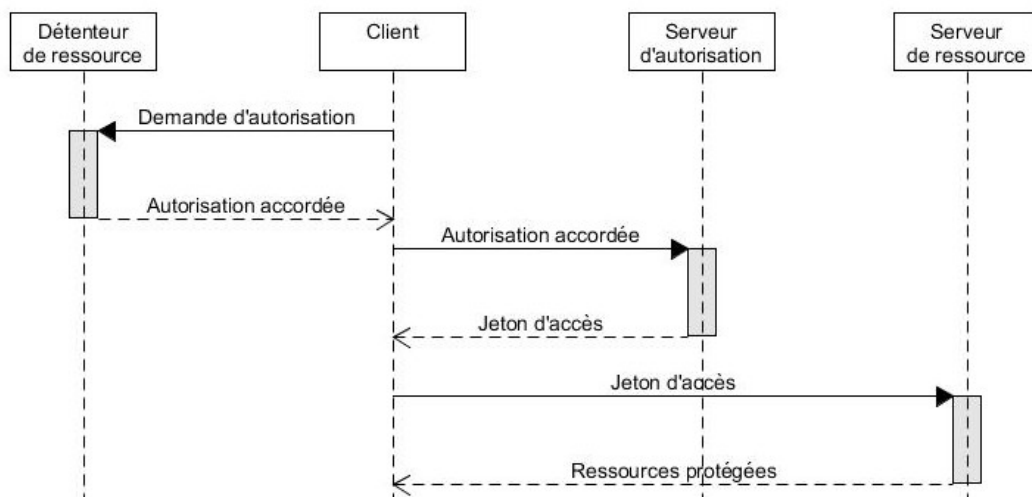 Détenteur
de ressource
Client
Serveur
d'autorisation
Serveur
de ressource
Demande d'autorisation
Autorisation accordée
Autorisation accordée
Jeton d'accès
Jeton d'accès
Ressources protégées